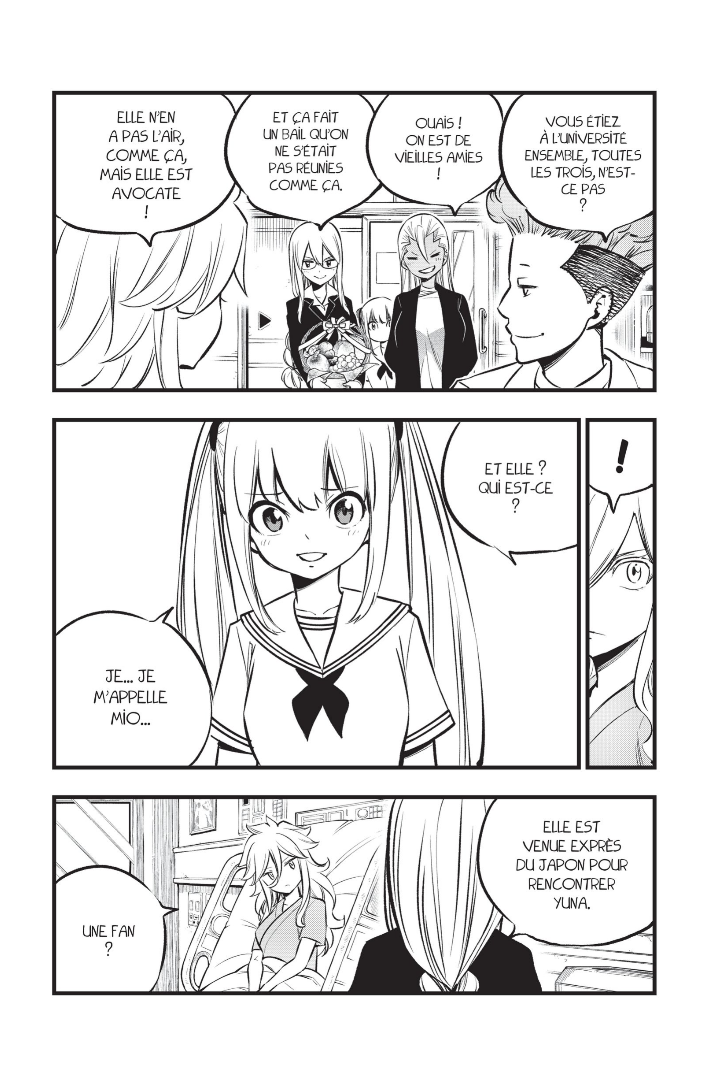 VOUS ÉTIEZ
À L'UNIVERSITÉ
ENSEMBLE, TOUTES
LES TROIS, N'EST-
CE PAS
?
OUAIS !
ON EST DE
VIEILLES AMIES
!
ET ÇA FAIT
UN BAIL QU'ON
NE S'ÉTAIT
PAS RÉUNIES
COMME ÇA.
ELLE N'EN
A PAS L'AIR,
COMME ÇA,
MAIS ELLE EST
AVOCATE
!
!
ET ELLE ?
QUI EST-CE
?
JE... JE
M'APPELLE
MIO...
ELLE EST
VENUE EXPRÈS
DU JAPON POUR
RENCONTRER
YUNA.
UNE FAN
?